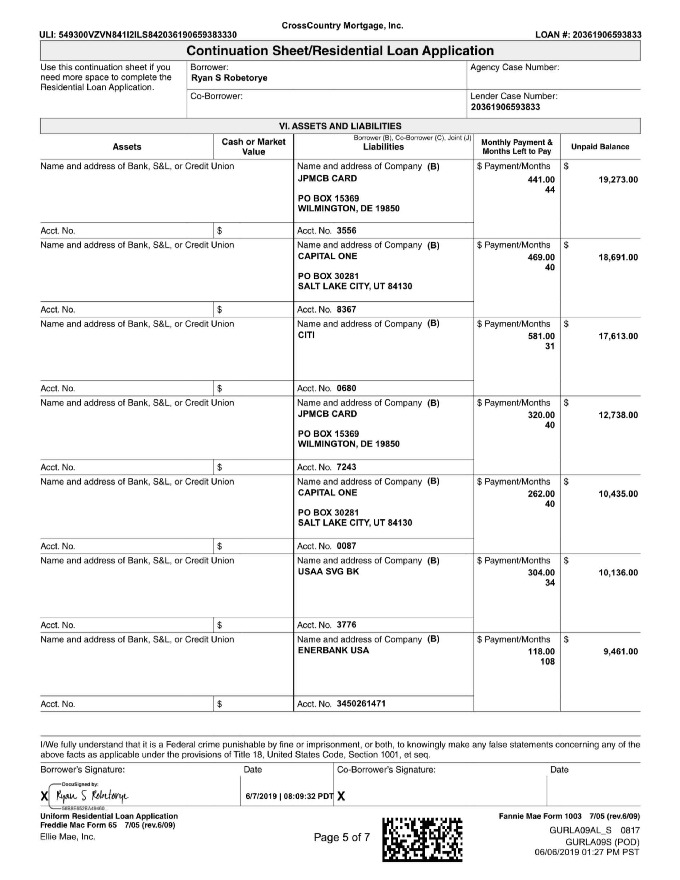 CrossCountry Mortgage, Inc.
ULI: 549300VZVN841I2ILS842036190659383330 LOAN #: 20361906593833
Continuation Sheet/Residential Loan Application
Use this continuation sheet if you need more space to complete the Residential Loan Application.
Borrower:
Ryan S Robetorye
Agency Case Number:
Co-Borrower:
Lender Case Number:
20361906593833
VI. ASSETS AND LIABILITIES
Borrower (B), Co-Borrower (C), Joint (J)
Assets Cash or Market Value Liabilities Monthly Payment & Months Left to Pay Unpaid Balance
Name and address of Bank, S&L, or Credit Union Name and address of Company (B) $ Payment/Months $
JPMCB CARD 441.00 19,273.00
44
PO BOX 15369
WILMINGTON, DE 19850
Acct. No. $ Acct. No. 3556
Name and address of Bank, S&L, or Credit Union Name and address of Company (B) $ Payment/Months $
CAPITAL ONE 469.00 18,691.00
40
PO BOX 30281
SALT LAKE CITY, UT 84130
Acct. No. $ Acct. No. 8367
Name and address of Bank, S&L, or Credit Union Name and address of Company (B) $ Payment/Months $
CITI 581.00 17,613.00
31
Acct. No. $ Acct. No. 0680
Name and address of Bank, S&L, or Credit Union Name and address of Company (B) $ Payment/Months $
JPMCB CARD 320.00 12,738.00
40
PO BOX 15369
WILMINGTON, DE 19850
Acct. No. $ Acct. No. 7243
Name and address of Bank, S&L, or Credit Union Name and address of Company (B) $ Payment/Months $
CAPITAL ONE 262.00 10,435.00
40
PO BOX 30281
SALT LAKE CITY, UT 84130
Acct. No. $ Acct. No. 0087
Name and address of Bank, S&L, or Credit Union Name and address of Company (B) $ Payment/Months $
USAA SVG BK 304.00 10,136.00
34
Acct. No. $ Acct. No. 3776
Name and address of Bank, S&L, or Credit Union Name and address of Company (B) $ Payment/Months $
ENERBANK USA 118.00 9,461.00
108
Acct. No. $ Acct. No. 3450261471
I/We fully understand that it is a Federal crime punishable by fine or imprisonment, or both, to knowingly make any false statements concerning any of the
above facts as applicable under the provisions of Title 18, United States Code, Section 1001, et seq.
Borrower's Signature: Date Co-Borrower's Signature: Date
DocuSigned by:
X Ryan S Robetorye 6/7/2019 | 08:09:32 PDT X
Uniform Residential Loan Application Fannie Mae Form 1003 7/05 (rev.6/09)
Freddie Mac Form 65 7/05 (rev.6/09)
Ellie Mae, Inc. Page 5 of 7 GURLA09AL_S 0817
GURLA09S (POD)
06/06/2019 01:27 PM PST